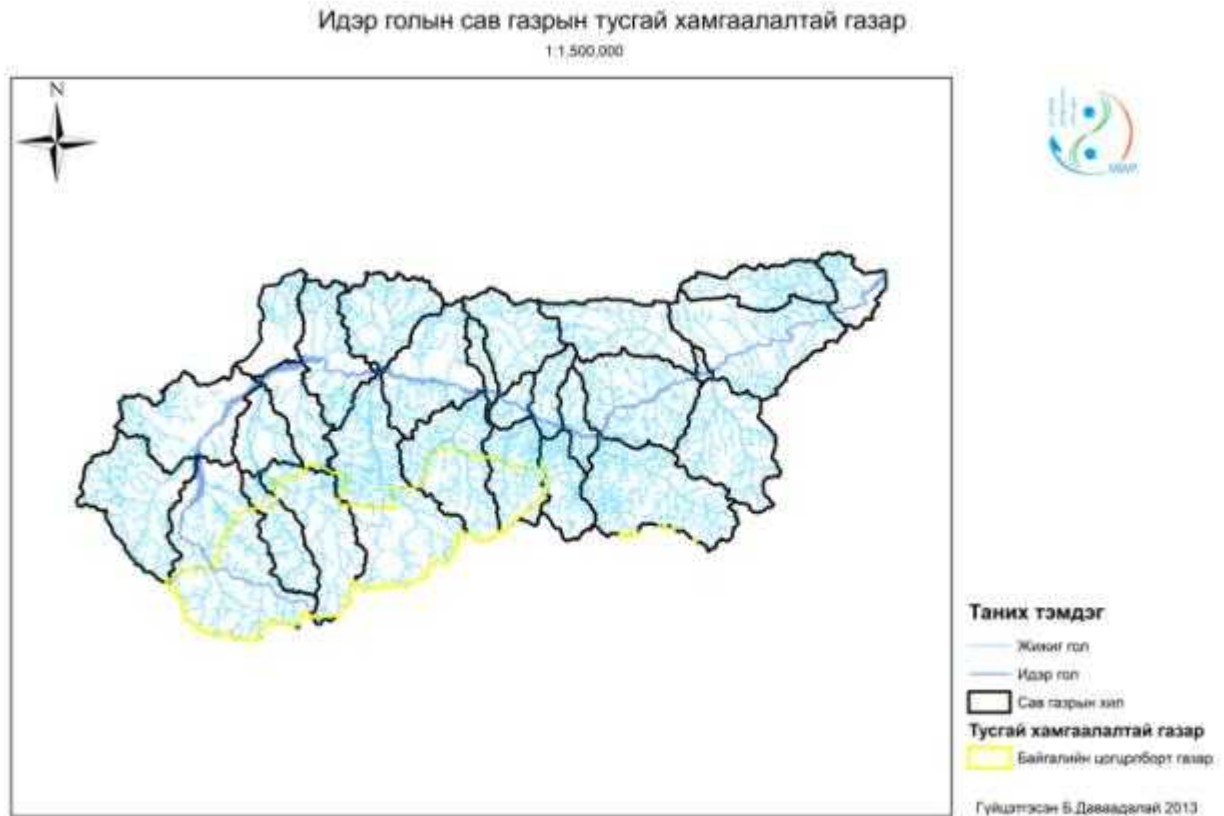 Идэр голын сав газрын тусгай хамгаалалтай газар
1:1,500,000
N
Таних тэмдэг
Жижиг гол
Идэр гол
Сав газрын хил
Тусгай хамгаалалтай газар
Байгалийн цогцолборт газар
Гүйцэтгэсэн Б.Даваадалай 2013